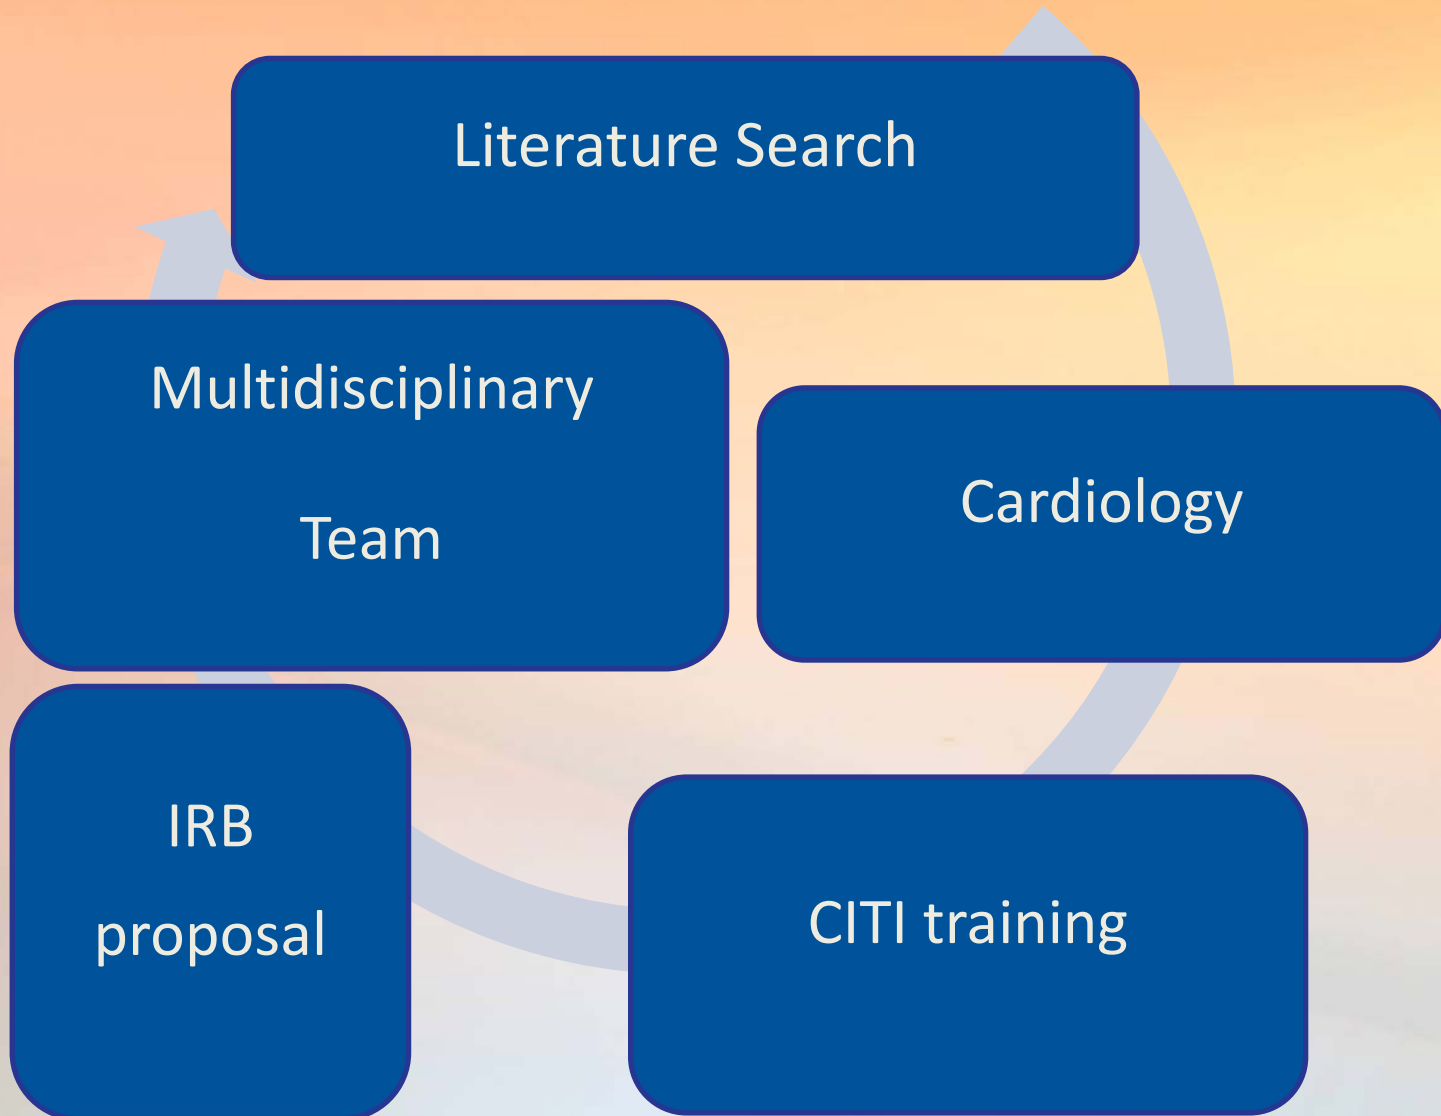 Literature Search
Multidisciplinary
Team
Cardiology
IRB
proposal
CITI training